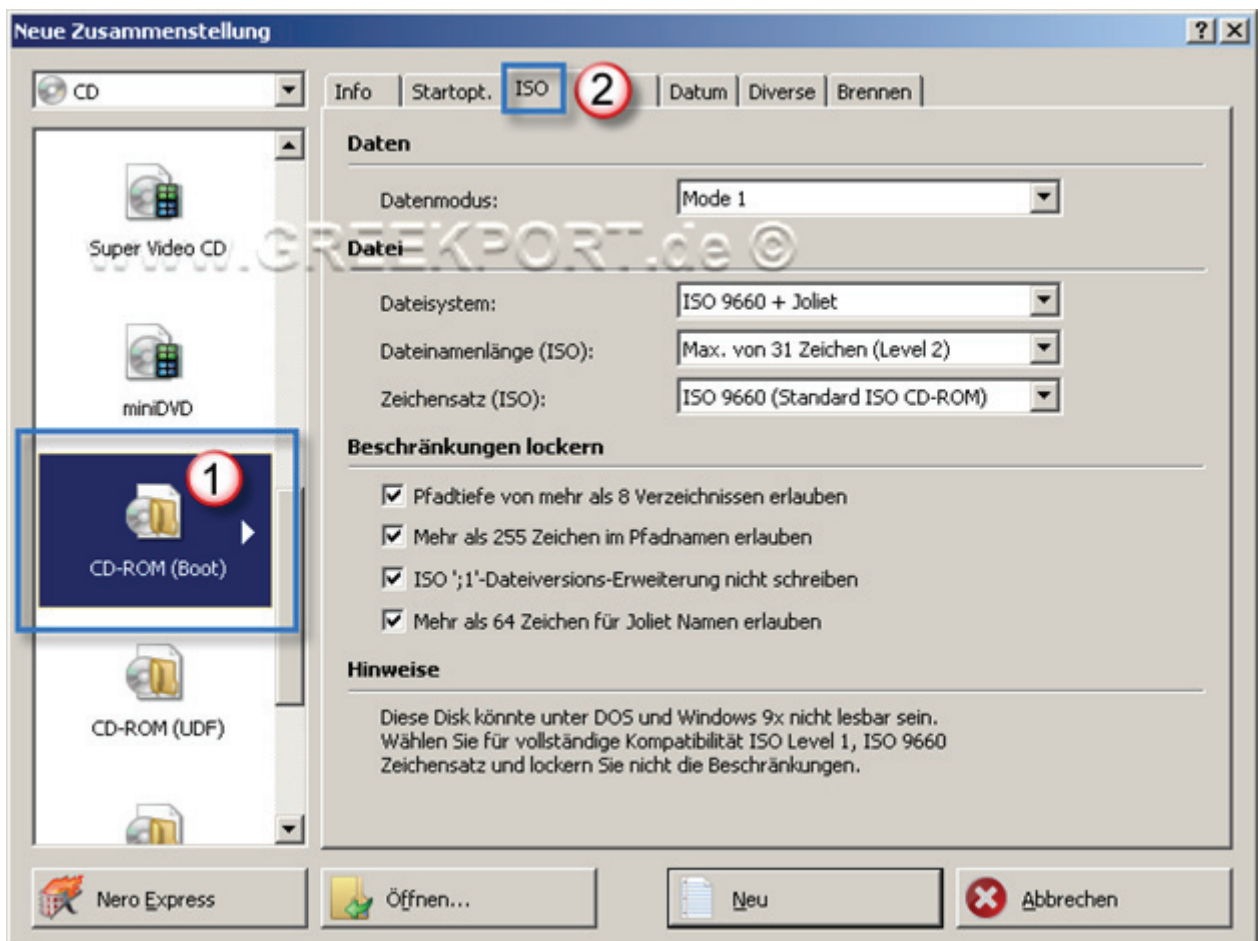 Neue Zusammenstellung
CD
Super Video CD
miniDVD
1
CD-ROM (Boot)
CD-ROM (UDF)
Info
Startopt.
ISO
2
Datum
Diverse
Brennen
Daten
Datenmodus:
Mode 1
www.GREEKPORT.de ©
Datei
Dateisystem:
ISO 9660 + Joliet
Dateinamenlänge (ISO):
Max. von 31 Zeichen (Level 2)
Zeichensatz (ISO):
ISO 9660 (Standard ISO CD-ROM)
Beschränkungen lockern
Pfadtiefe von mehr als 8 Verzeichnissen erlauben
Mehr als 255 Zeichen im Pfadnamen erlauben
ISO ';1'-Dateiversions-Erweiterung nicht schreiben
Mehr als 64 Zeichen für Joliet Namen erlauben
Hinweise
Diese Disk könnte unter DOS und Windows 9x nicht lesbar sein.
Wählen Sie für vollständige Kompatibilität ISO Level 1, ISO 9660
Zeichensatz und lockern Sie nicht die Beschränkungen.
Nero Express
Öffnen...
Neu
Abbrechen